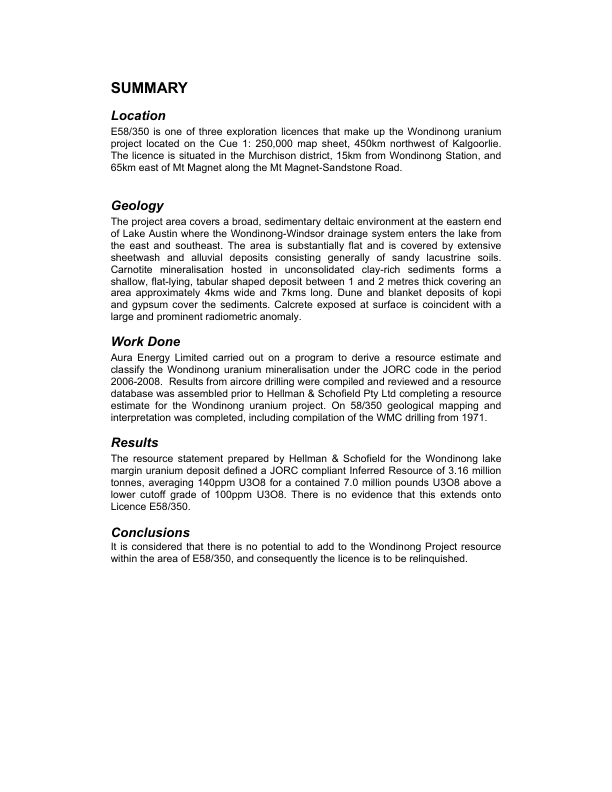 SUMMARY
Location
E58/350 is one of three exploration licences that make up the Wondinong uranium
project located on the Cue 1: 250,000 map sheet, 450km northwest of Kalgoorlie.
The licence is situated in the Murchison district, 15km from Wondinong Station, and
65km east of Mt Magnet along the Mt Magnet-Sandstone Road.
Geology
The project area covers a broad, sedimentary deltaic environment at the eastern end
of Lake Austin where the Wondinong-Windsor drainage system enters the lake from
the east and southeast. The area is substantially flat and is covered by extensive
sheetwash and alluvial deposits consisting generally of sandy lacustrine soils.
Carnotite mineralisation hosted in unconsolidated clay-rich sediments forms a
shallow, flat-lying, tabular shaped deposit between 1 and 2 metres thick covering an
area approximately 4kms wide and 7kms long. Dune and blanket deposits of kopi
and gypsum cover the sediments. Calcrete exposed at surface is coincident with a
large and prominent radiometric anomaly.
Work Done
Aura Energy Limited carried out on a program to derive a resource estimate and
classify the Wondinong uranium mineralisation under the JORC code in the period
2006-2008.  Results from aircore drilling were compiled and reviewed and a resource
database was assembled prior to Hellman & Schofield Pty Ltd completing a resource
estimate for the Wondinong uranium project. On 58/350 geological mapping and
interpretation was completed, including compilation of the WMC drilling from 1971.
Results
The resource statement prepared by Hellman & Schofield for the Wondinong lake
margin uranium deposit defined a JORC compliant Inferred Resource of 3.16 million
tonnes, averaging 140ppm U3O8 for a contained 7.0 million pounds U3O8 above a
lower cutoff grade of 100ppm U3O8. There is no evidence that this extends onto
Licence E58/350.
Conclusions
It is considered that there is no potential to add to the Wondinong Project resource
within the area of E58/350, and consequently the licence is to be relinquished.